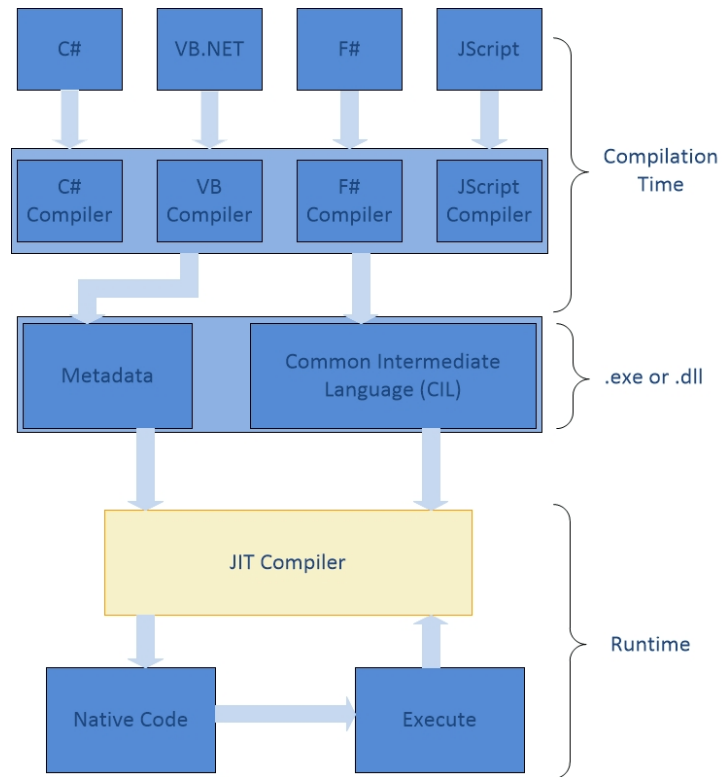 C#
VB.NET
F#
JScript
Compilation
Time
C#
Compiler
VB
Compiler
F#
Compiler
JScript
Compiler
Metadata
Common Intermediate
Language (CIL)
.exe or .dll
JIT Compiler
Runtime
Native Code
Execute